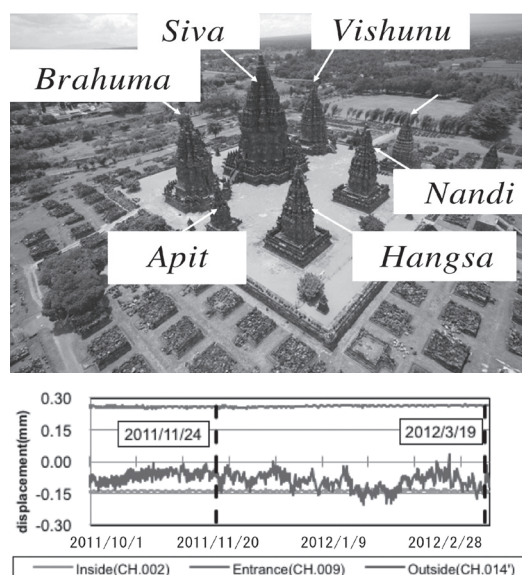 Siva Vishunu
Brahuma
Nandi
Apit Hangsa
displacement(mm)
0.30
0.15
0.00
-0.15
-0.30
2011/11/24 2012/3/19
2011/10/1 2011/11/20 2012/1/9 2012/2/28
Inside(CH.002) Entrance(CH.009) Outside(CH.014')